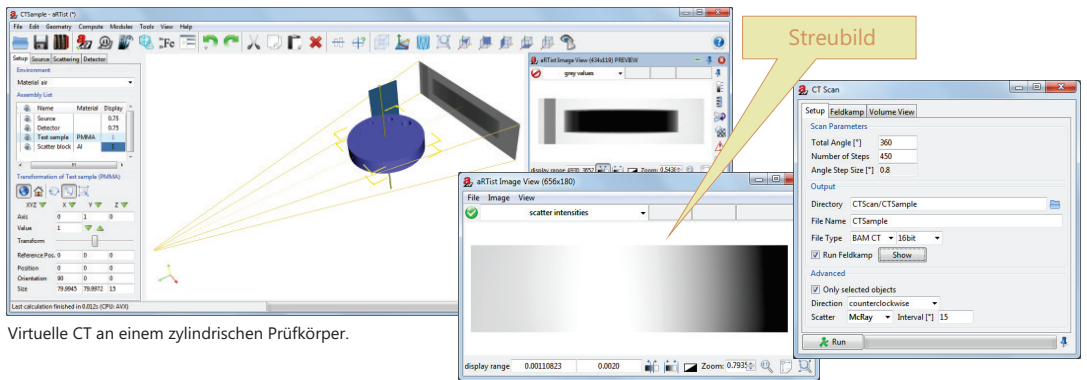 CTSample - aRTist (*)
File Edit Geometry Compute Modules Tools View Help
Fe
Setup Source Scattering Detector
Environment
Material air
Assembly List
Name Material Display
Source 0.75
Detector 0.75
Test sample PMMA 1
Scatter block Al
Transformation of Test sample (PMMA)
XYZ X Y Z
Axis 0 1 0
Value 1
Transform
Reference Pos. 0 0 0
Position 0 0 0
Orientation 90 0 0
Size 79.9945 79.9972 15
Last calculation finished in 0.012s (CPU: AVX)
aRTist Image View (434x119) PREVIEW
grey values
Streubild
aRTist Image View (656x180)
File Image View
scatter intensities
display range 0.00110823 0.0020 Zoom: 0.7935
CT Scan
Setup Feldkamp Volume View
Scan Parameters
Total Angle [°] 360
Number of Steps 450
Angle Step Size [°] 0.8
Output
Directory CTScan/CTSample
File Name CTSample
File Type BAM CT 16bit
Run Feldkamp Show
Advanced
Only selected objects
Direction counterclockwise
Scatter McRay Interval [°] 15
Run
Virtuelle CT an einem zylindrischen Prüfkörper.